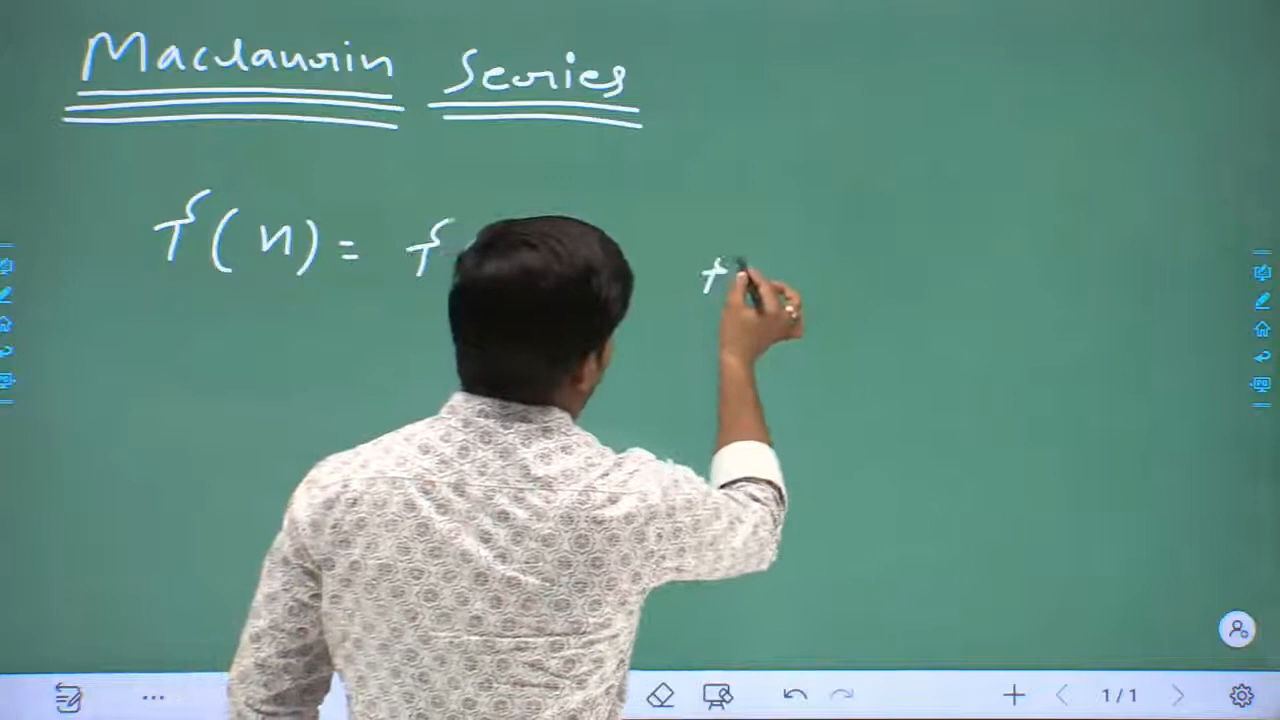 Maclaurin Series
f(x) = f f
1/1